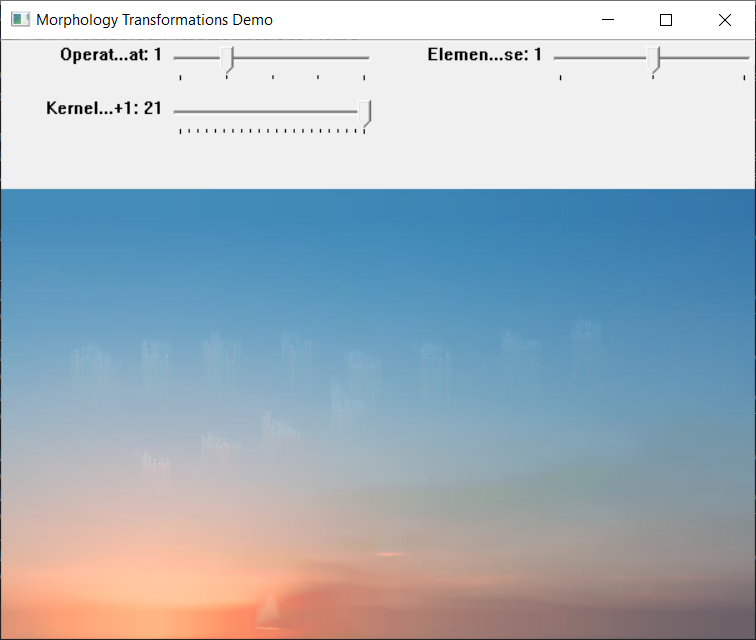 Morphology Transformations Demo
Operat...at: 1
Elemen...se: 1
Kernel...+1: 21